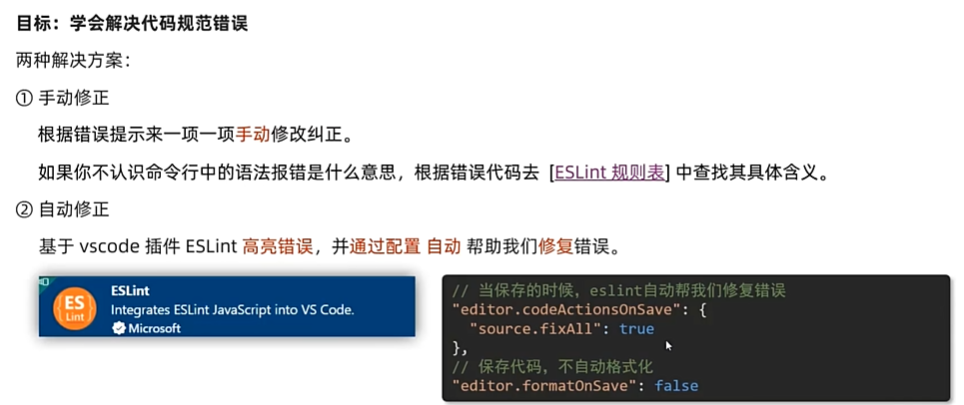 目标：学会解决代码规范错误
两种解决方案：
① 手动修正
根据错误提示来一项一项手动修改纠正。
如果你不认识命令行中的语法报错是什么意思，根据错误代码去 [ESLint 规则表] 中查找其具体含义。
② 自动修正
基于 vscode 插件 ESLint 高亮错误，并通过配置 自动 帮助我们修复错误。
ES
Lint
ESLint
Integrates ESLint JavaScript into VS Code.
Microsoft
// 当保存的时候，eslint自动帮我们修复错误
"editor.codeActionsOnSave": {
"source.fixAll": true
},
// 保存代码，不自动格式化
"editor.formatOnSave": false